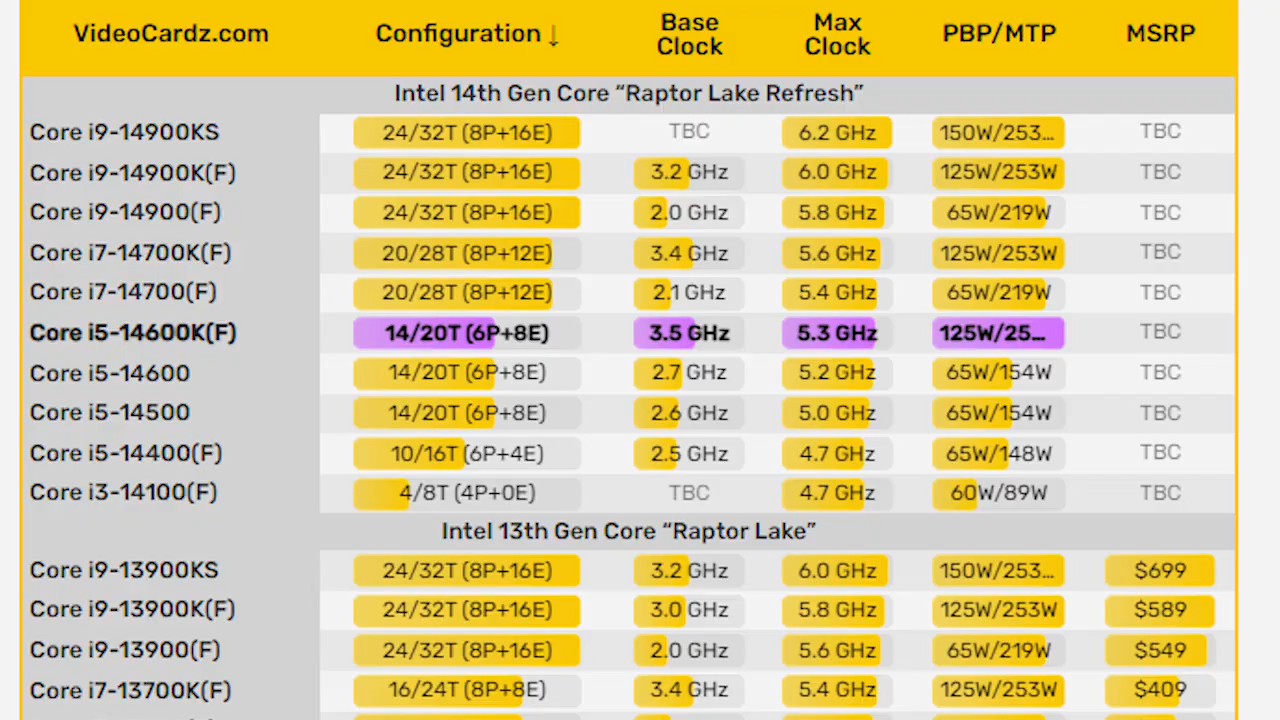 VideoCardz.com Configuration ↓ Base Clock Max Clock PBP/MTP MSRP
Intel 14th Gen Core “Raptor Lake Refresh”
Core i9-14900KS 24/32T (8P+16E) TBC 6.2 GHz 150W/253... TBC
Core i9-14900K(F) 24/32T (8P+16E) 3.2 GHz 6.0 GHz 125W/253W TBC
Core i9-14900(F) 24/32T (8P+16E) 2.0 GHz 5.8 GHz 65W/219W TBC
Core i7-14700K(F) 20/28T (8P+12E) 3.4 GHz 5.6 GHz 125W/253W TBC
Core i7-14700(F) 20/28T (8P+12E) 2.1 GHz 5.4 GHz 65W/219W TBC
Core i5-14600K(F) 14/20T (6P+8E) 3.5 GHz 5.3 GHz 125W/25... TBC
Core i5-14600 14/20T (6P+8E) 2.7 GHz 5.2 GHz 65W/154W TBC
Core i5-14500 14/20T (6P+8E) 2.6 GHz 5.0 GHz 65W/154W TBC
Core i5-14400(F) 10/16T (6P+4E) 2.5 GHz 4.7 GHz 65W/148W TBC
Core i3-14100(F) 4/8T (4P+0E) TBC 4.7 GHz 60W/89W TBC
Intel 13th Gen Core “Raptor Lake”
Core i9-13900KS 24/32T (8P+16E) 3.2 GHz 6.0 GHz 150W/253... $699
Core i9-13900K(F) 24/32T (8P+16E) 3.0 GHz 5.8 GHz 125W/253W $589
Core i9-13900(F) 24/32T (8P+16E) 2.0 GHz 5.6 GHz 65W/219W $549
Core i7-13700K(F) 16/24T (8P+8E) 3.4 GHz 5.4 GHz 125W/253W $409